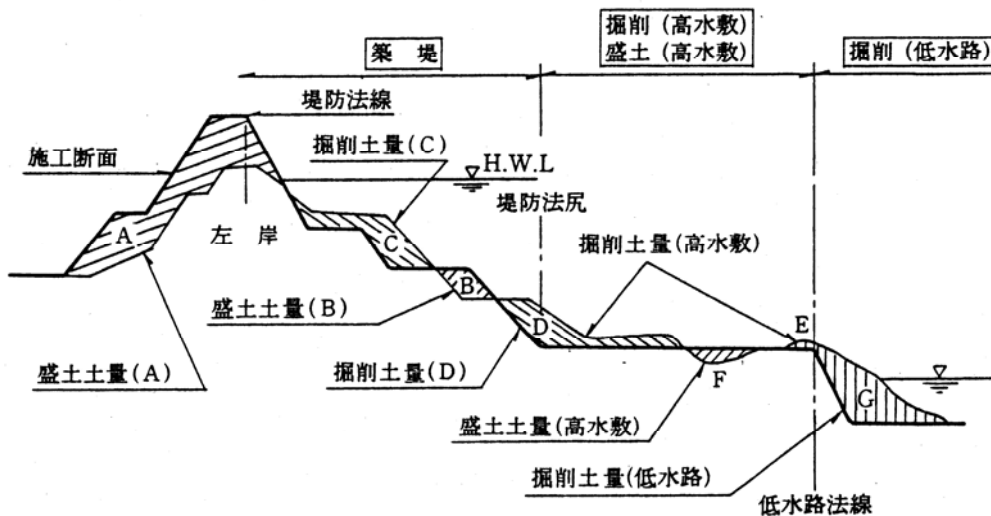 築 堤
掘削 (高水敷)
盛土 (高水敷)
掘削 (低水路)
堤防法線
掘削土量(C)
施工断面
H.W.L
堤防法尻
A
左 岸
C
掘削土量(高水敷)
盛土土量(B)
B
D
E
盛土土量(A)
掘削土量(D)
F
G
盛土土量(高水敷)
掘削土量(低水路)
低水路法線